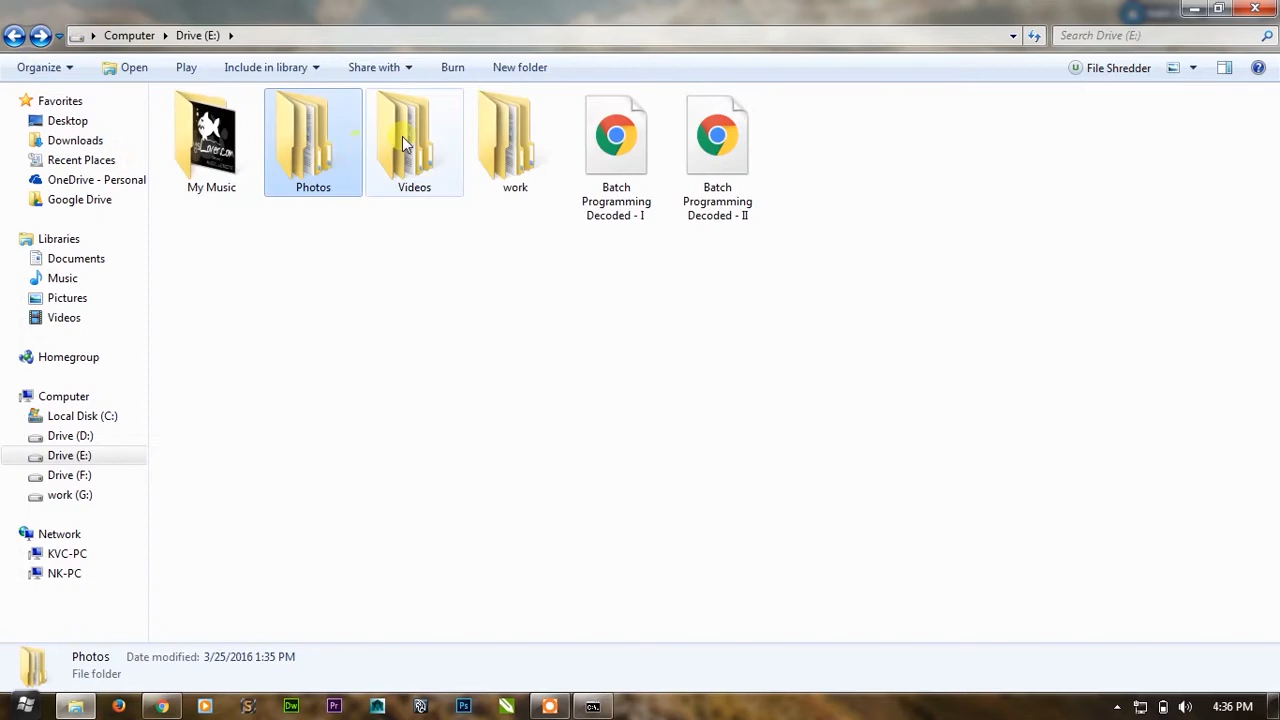 Computer
Drive (E:)
Search Drive (E:)
Organize
Open
Play
Include in library
Share with
Burn
New folder
File Shredder
Favorites
Desktop
Downloads
Recent Places
OneDrive - Personal
Google Drive
Libraries
Documents
Music
Pictures
Videos
Homegroup
Computer
Local Disk (C:)
Drive (D:)
Drive (E:)
Drive (F:)
work (G:)
Network
KVC-PC
NK-PC
My Music
Photos
Videos
work
Batch
Programming
Decoded - I
Batch
Programming
Decoded - II
Photos
Date modified: 3/25/2016 1:35 PM
File folder
Dw
Pr
Ps
4:36 PM